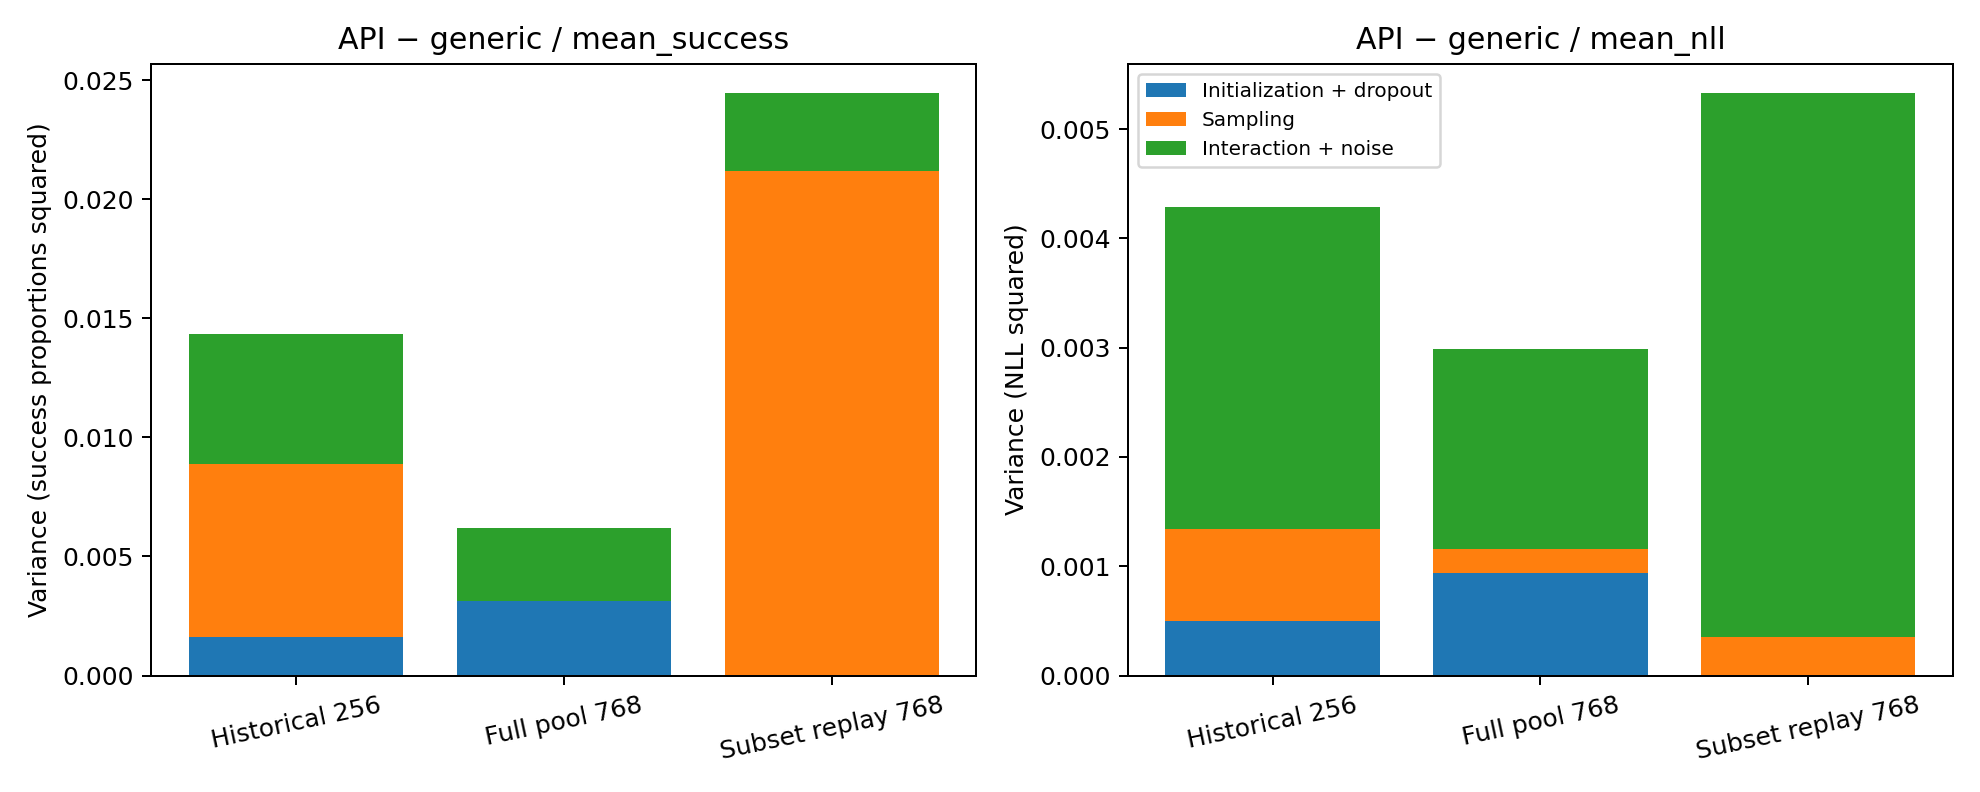 API − generic / mean_success
Variance (success proportions squared)
0.025
0.020
0.015
0.010
0.005
0.000
Historical 256
Full pool 768
Subset replay 768
API − generic / mean_nll
Variance (NLL squared)
Initialization + dropout
Sampling
Interaction + noise
0.005
0.004
0.003
0.002
0.001
0.000
Historical 256
Full pool 768
Subset replay 768